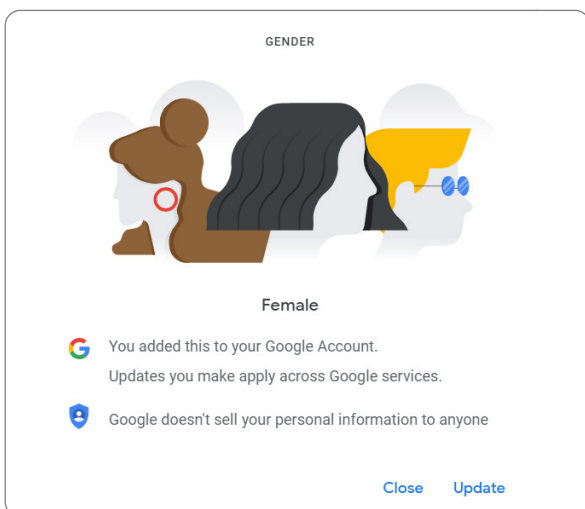 GENDER
Female
You added this to your Google Account.
Updates you make apply across Google services.
Google doesn't sell your personal information to anyone
Close Update